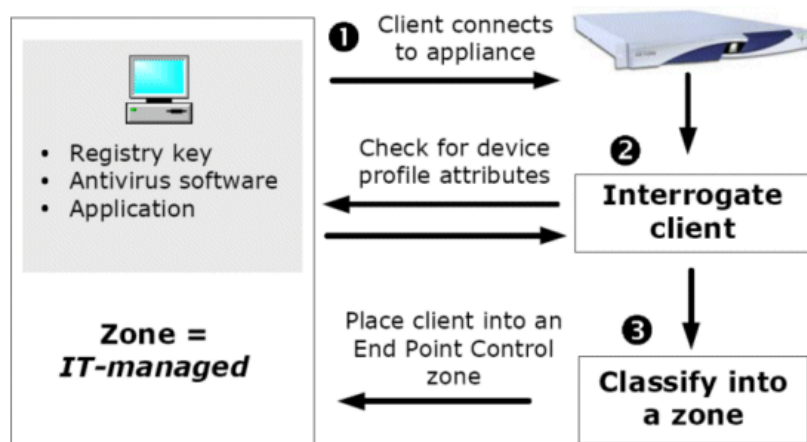 ❶ Client connects
to appliance
• Registry key
• Antivirus software
• Application
Check for device
profile attributes
❷
Interrogate
client
Zone =
IT-managed
Place client into an
End Point Control
zone
❸
Classify into
a zone